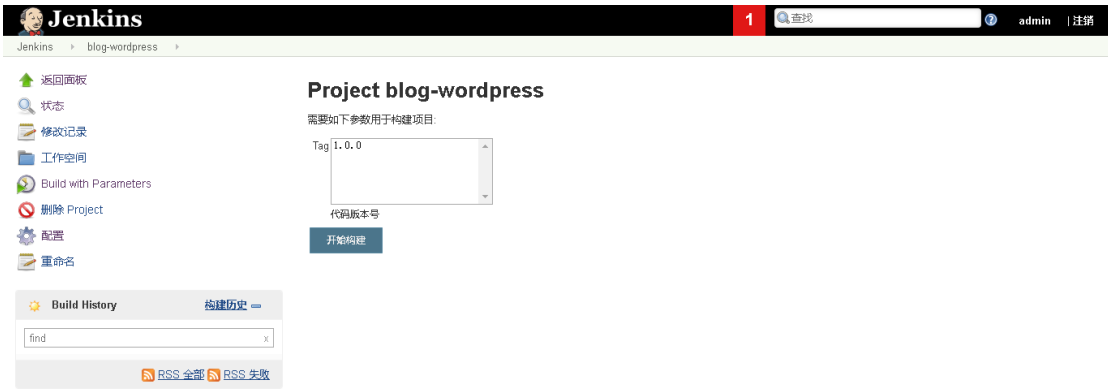 Jenkins
1
查找
admin | 注销
Jenkins blog-wordpress
返回面板
状态
修改记录
工作空间
Build with Parameters
删除 Project
配置
重命名
Build History 构建历史
find x
RSS 全部 RSS 失败
Project blog-wordpress
需要如下参数用于构建项目:
Tag 1.0.0
代码版本号
开始构建